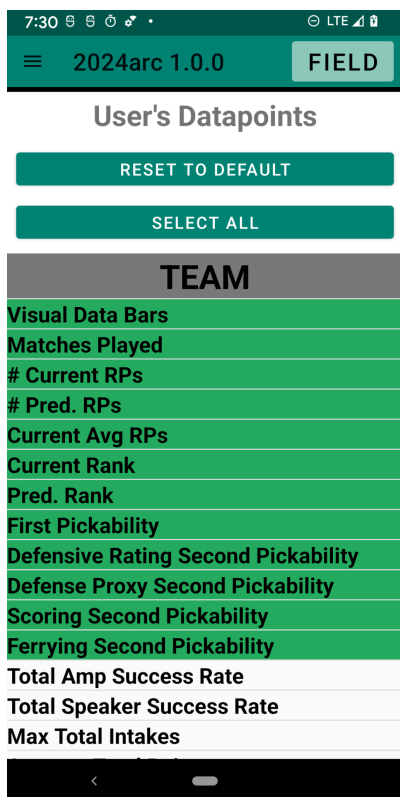 7:30 LTE
2024arc 1.0.0 FIELD
User's Datapoints
RESET TO DEFAULT
SELECT ALL
TEAM
Visual Data Bars
Matches Played
# Current RPs
# Pred. RPs
Current Avg RPs
Current Rank
Pred. Rank
First Pickability
Defensive Rating Second Pickability
Defense Proxy Second Pickability
Scoring Second Pickability
Ferrying Second Pickability
Total Amp Success Rate
Total Speaker Success Rate
Max Total Intakes